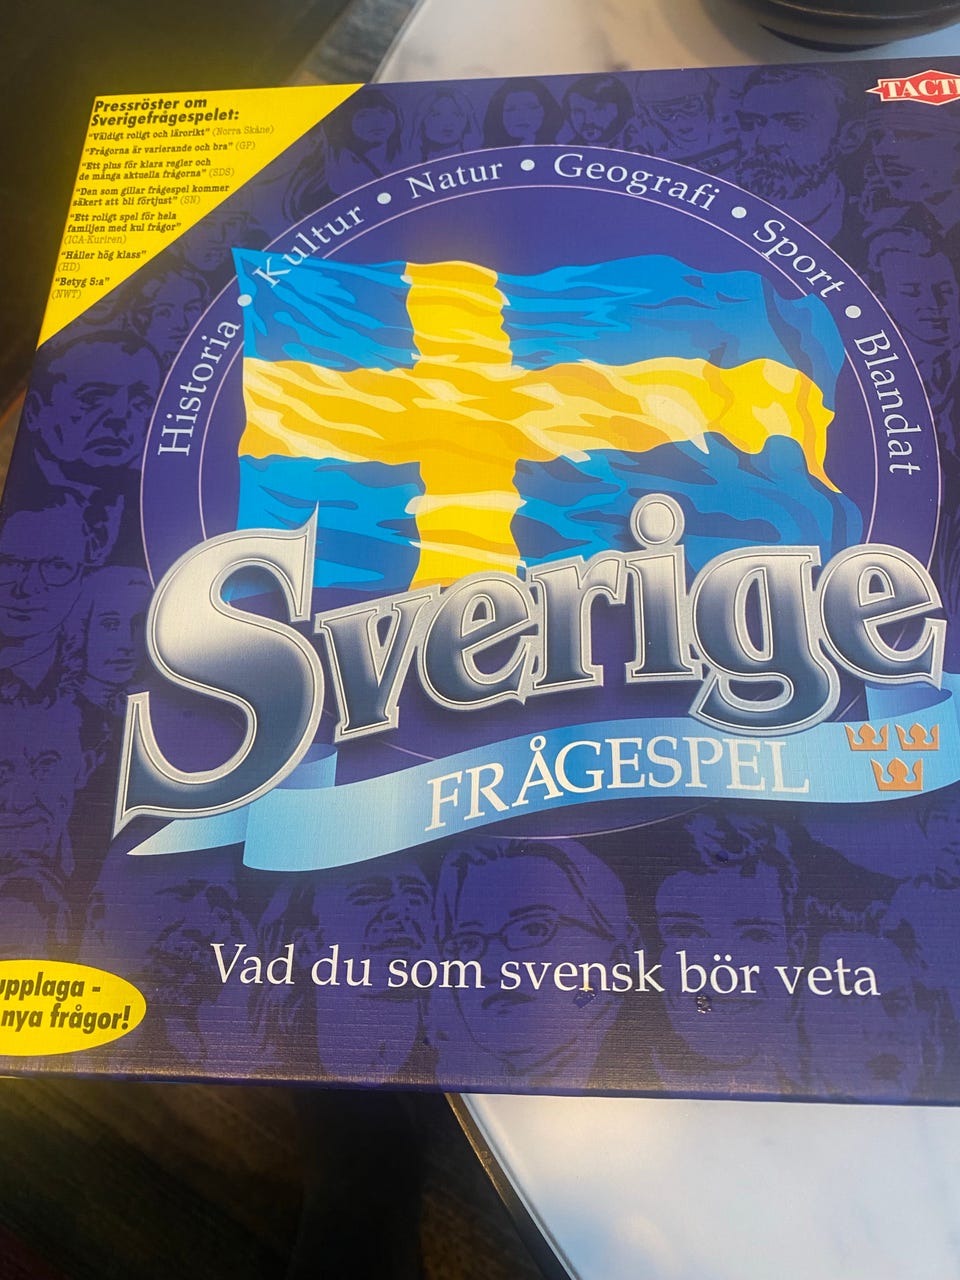 Pressröster om
Sverigefrågespelet:
"Väldigt roligt och lärorikt" (Norra Skåne)
"Frågorna är varierande och bra" (GP)
"Ett plus för klara regler och
de många aktuella frågorna" (SDS)
"Den som gillar frågespel kommer
säkert att bli förtjust" (SN)
"Ett roligt spel för hela
familjen med kul frågor"
(ICA-Kuriren)
"Håller hög klass"
(HD)
"Betyg 5:a"
(NWT)
TACTI
Historia • Kultur • Natur • Geografi • Sport • Blandat
Sverige
FRÅGESPEL
Vad du som svensk bör veta
upplaga -
nya frågor!